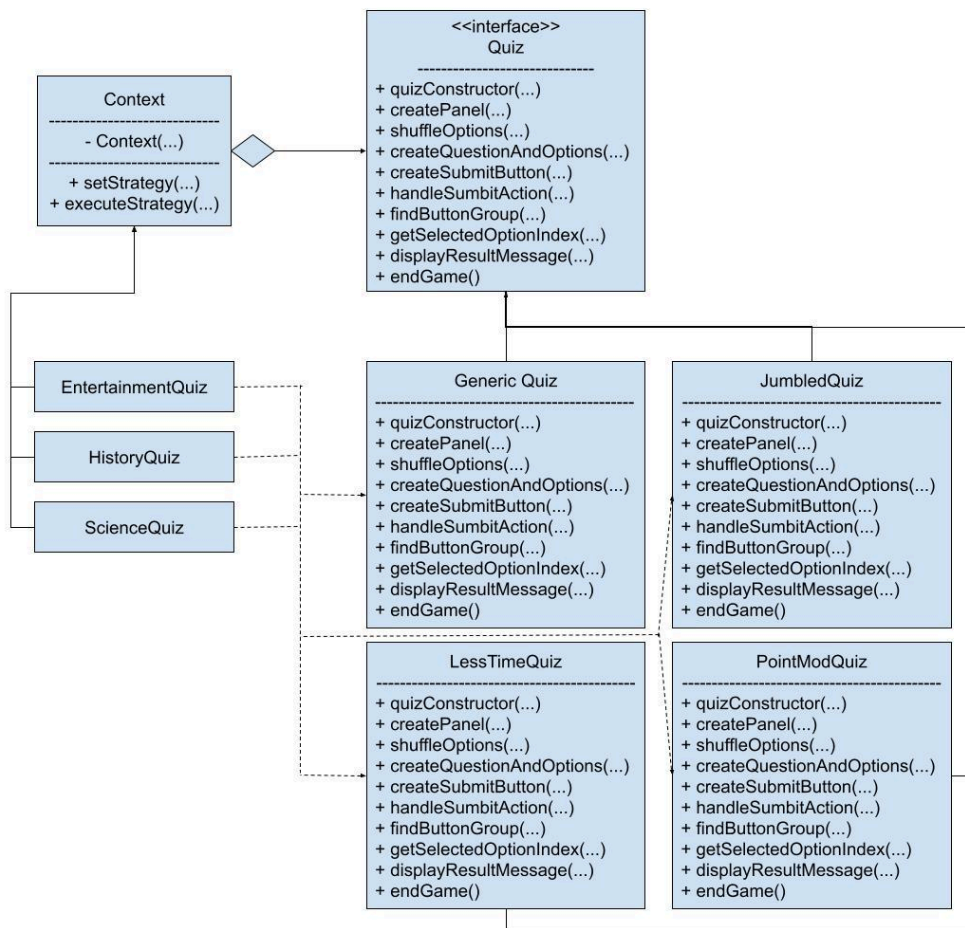 <<interface>>
Quiz
-----------------------------
+ quizConstructor(...)
+ createPanel(...)
+ shuffleOptions(...)
+ createQuestionAndOptions(...)
+ createSubmitButton(...)
+ handleSumbitAction(...)
+ findButtonGroup(...)
+ getSelectedOptionIndex(...)
+ displayResultMessage(...)
+ endGame()
Context
----------------------------
- Context(...)
----------------------------
+ setStrategy(...)
+ executeStrategy(...)
EntertainmentQuiz
HistoryQuiz
ScienceQuiz
Generic Quiz
------------------------------------------
+ quizConstructor(...)
+ createPanel(...)
+ shuffleOptions(...)
+ createQuestionAndOptions(...)
+ createSubmitButton(...)
+ handleSumbitAction(...)
+ findButtonGroup(...)
+ getSelectedOptionIndex(...)
+ displayResultMessage(...)
+ endGame()
JumbledQuiz
------------------------------------------
+ quizConstructor(...)
+ createPanel(...)
+ shuffleOptions(...)
+ createQuestionAndOptions(...)
+ createSubmitButton(...)
+ handleSumbitAction(...)
+ findButtonGroup(...)
+ getSelectedOptionIndex(...)
+ displayResultMessage(...)
+ endGame()
LessTimeQuiz
------------------------------------------
+ quizConstructor(...)
+ createPanel(...)
+ shuffleOptions(...)
+ createQuestionAndOptions(...)
+ createSubmitButton(...)
+ handleSumbitAction(...)
+ findButtonGroup(...)
+ getSelectedOptionIndex(...)
+ displayResultMessage(...)
+ endGame()
PointModQuiz
------------------------------------------
+ quizConstructor(...)
+ createPanel(...)
+ shuffleOptions(...)
+ createQuestionAndOptions(...)
+ createSubmitButton(...)
+ handleSumbitAction(...)
+ findButtonGroup(...)
+ getSelectedOptionIndex(...)
+ displayResultMessage(...)
+ endGame()